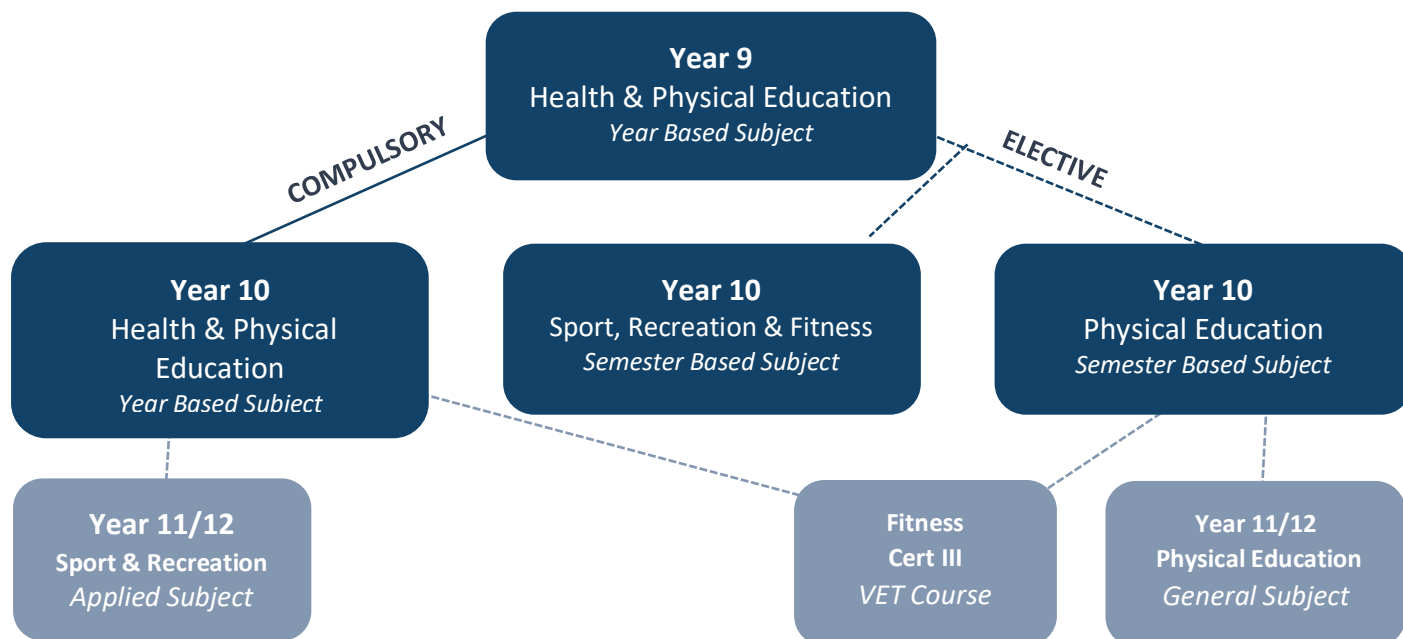 Year 9
Health & Physical Education
Year Based Subject
COMPULSORY
ELECTIVE
Year 10
Health & Physical
Education
Year Based Subject
Year 10
Sport, Recreation & Fitness
Semester Based Subject
Year 10
Physical Education
Semester Based Subject
Year 11/12
Sport & Recreation
Applied Subject
Fitness
Cert III
VET Course
Year 11/12
Physical Education
General Subject